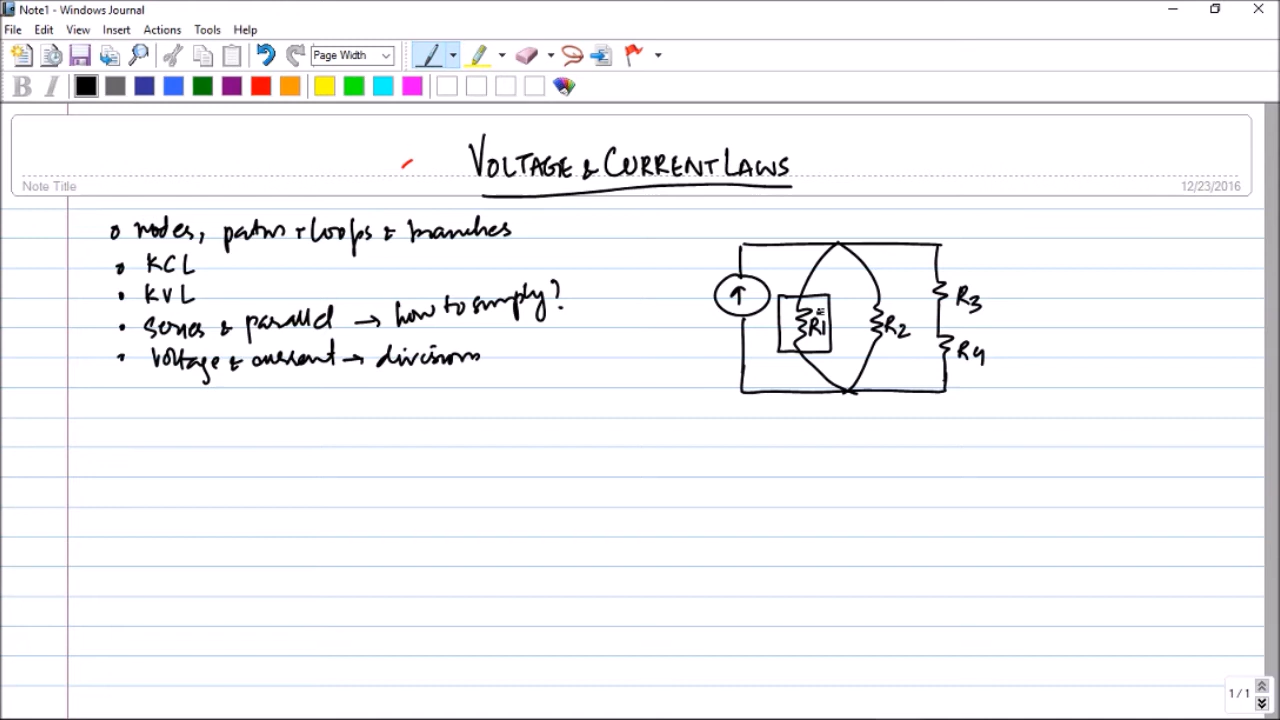 Note1 - Windows Journal
File Edit View Insert Actions Tools Help
Page Width
B I
VOLTAGE & CURRENT LAWS
Note Title
12/23/2016
nodes, paths + loops & branches
KCL
KVL
series & parallel → how to simply?
voltage & current → divisions
R1
R2
R3
R4
1 / 1